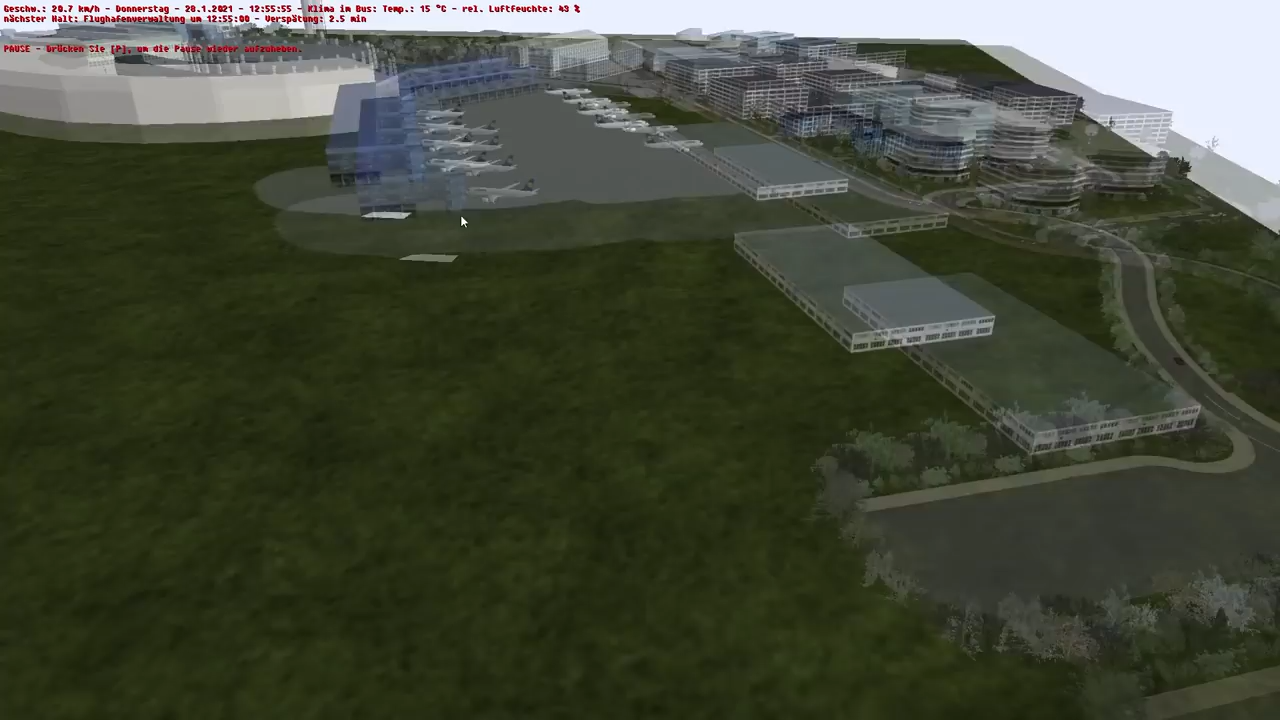 Geschw.: 20.7 km/h - Donnerstag - 28.1.2021 - 12:55:55 - Klima im Bus: Temp.: 15 °C - rel. Luftfeuchte: 43 %
nächster Halt: Flughafenverwaltung um 12:55:00 - Verspätung: 2.5 min
PAUSE - Drücken Sie [P], um die Pause wieder aufzuheben.